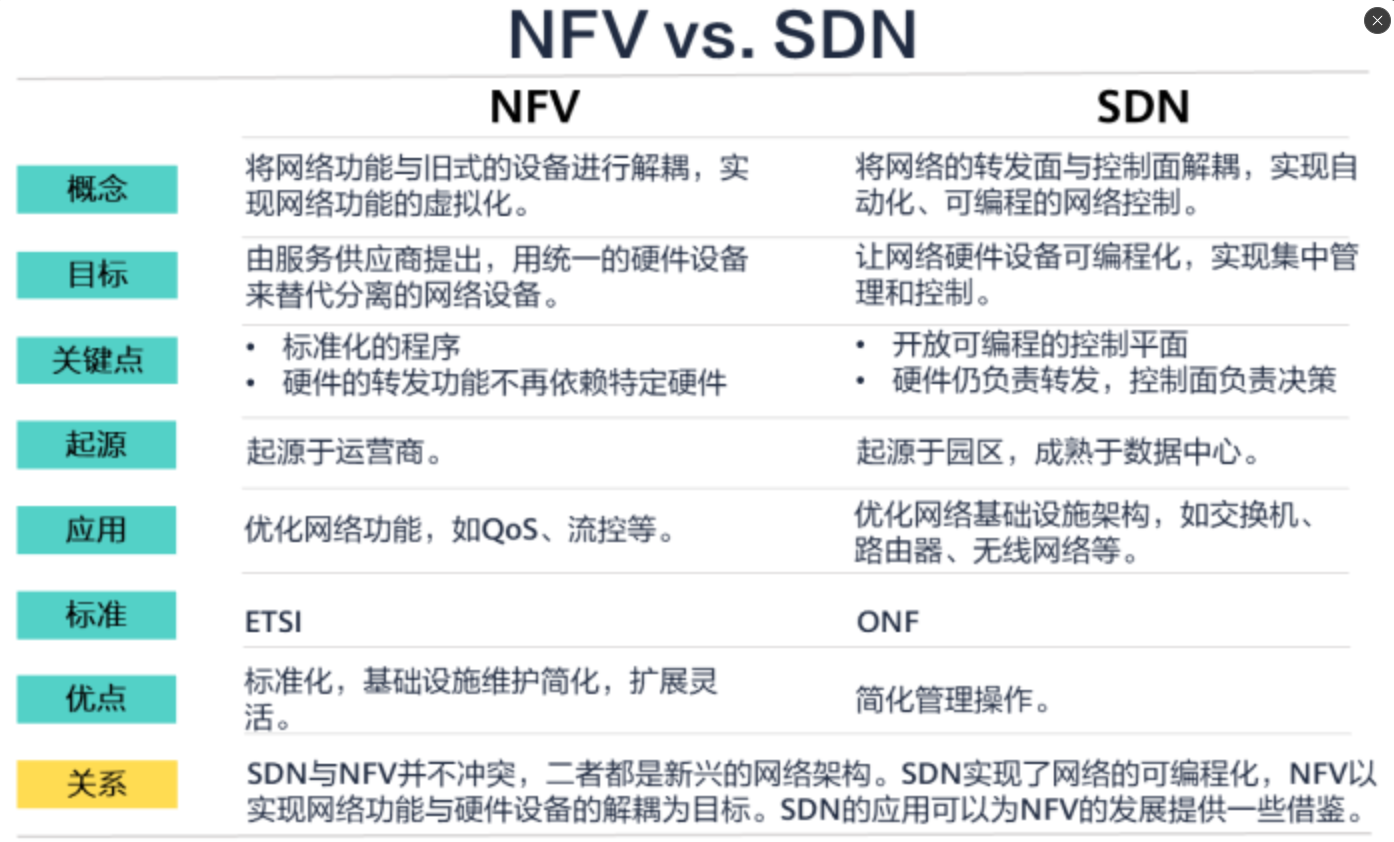 NFV vs. SDN
NFV
SDN
概念
将网络功能与旧式的设备进行解耦，实
现网络功能的虚拟化。
将网络的转发面与控制面解耦，实现自
动化、可编程的网络控制。
目标
由服务供应商提出，用统一的硬件设备
来替代分离的网络设备。
让网络硬件设备可编程化，实现集中管
理和控制。
关键点
• 标准化的程序
• 硬件的转发功能不再依赖特定硬件
• 开放可编程的控制平面
• 硬件仍负责转发，控制面负责决策
起源
起源于运营商。
起源于园区，成熟于数据中心。
应用
优化网络功能，如QoS、流控等。
优化网络基础设施架构，如交换机、
路由器、无线网络等。
标准
ETSI
ONF
优点
标准化，基础设施维护简化，扩展灵
活。
简化管理操作。
关系
SDN与NFV并不冲突，二者都是新兴的网络架构。SDN实现了网络的可编程化，NFV以
实现网络功能与硬件设备的解耦为目标。SDN的应用可以为NFV的发展提供一些借鉴。